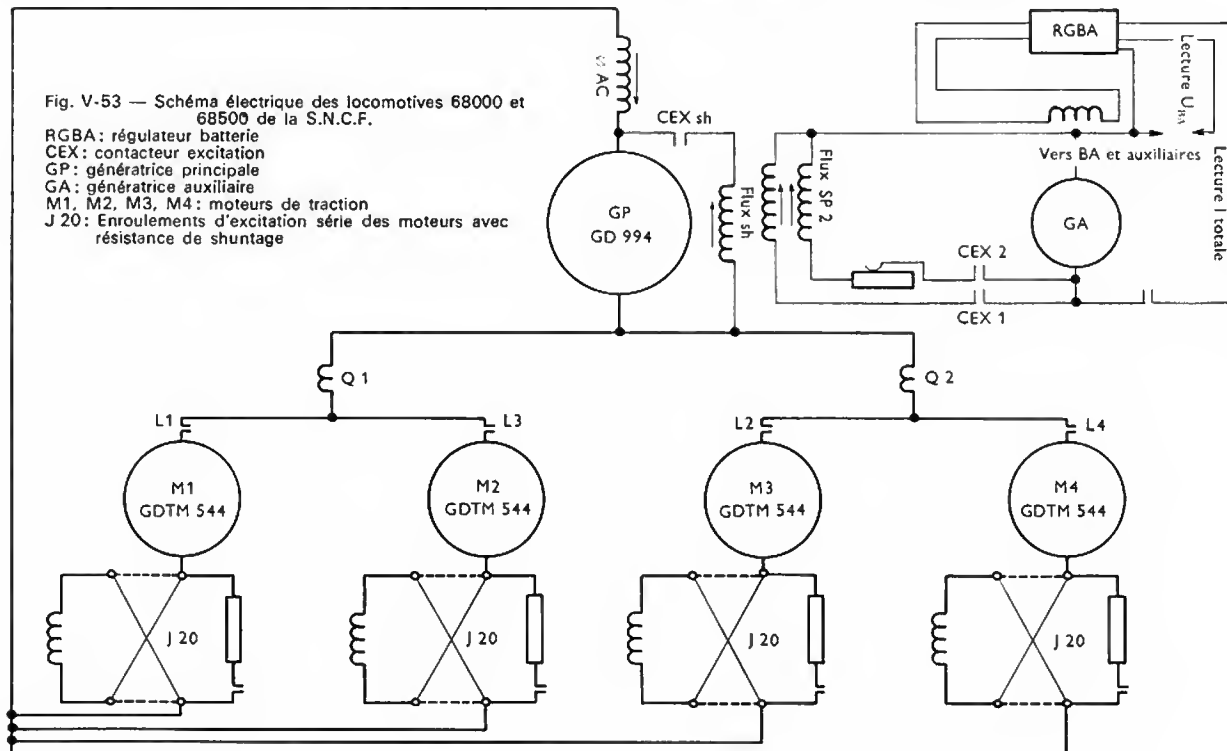 Fig. V-53 — Schéma électrique des locomotives 68000 et
68500 de la S.N.C.F.
RGBA : régulateur batterie
CEX : contacteur excitation
GP : génératrice principale
GA : génératrice auxiliaire
M1, M2, M3, M4 : moteurs de traction
J 20 : Enroulements d'excitation série des moteurs avec
résistance de shuntage
AC
CEX sh
GP
GD 994
Flux sh
Flux SP 2
RGBA
Lecture U BA
Vers BA et auxiliaires
Lecture I totale
GA
CEX 2
CEX 1
Q 1
Q 2
L1
L3
L2
L4
M1
GDTM 544
M2
GDTM 544
M3
GDTM 544
M4
GDTM 544
J 20
J 20
J 20
J 20